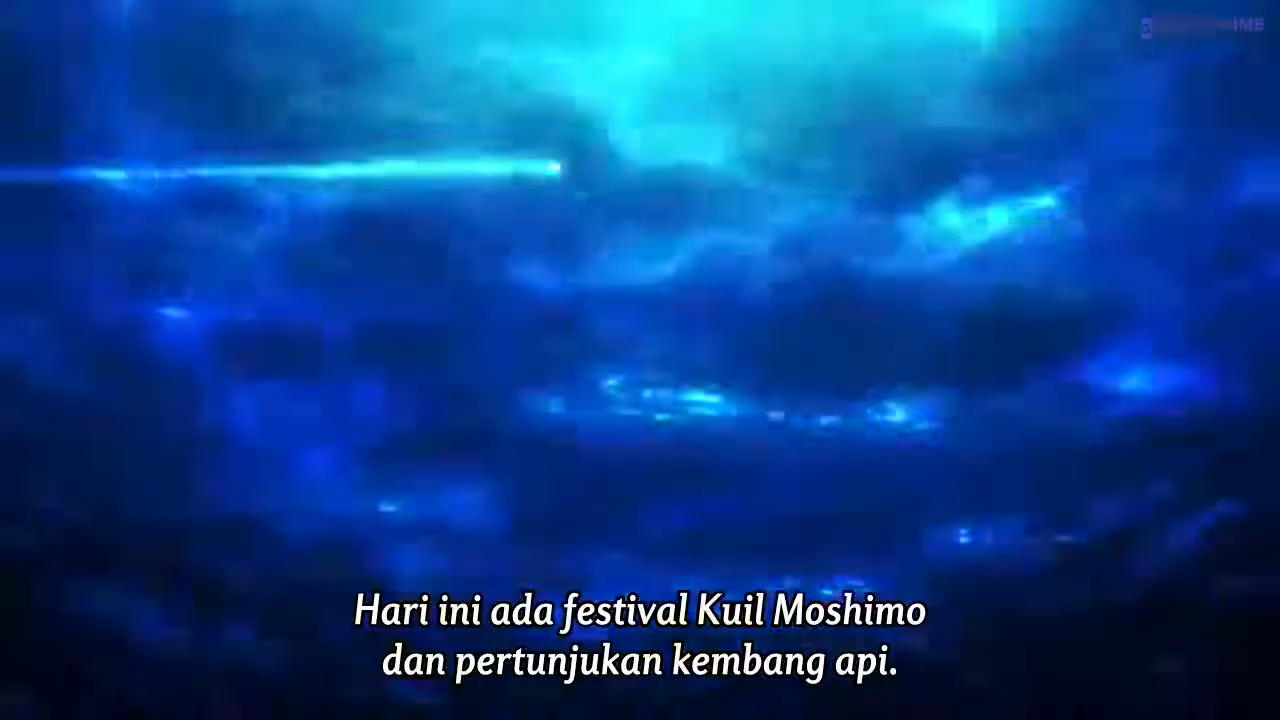 Hari ini ada festival Kuil Moshimo
dan pertunjukan kembang api.